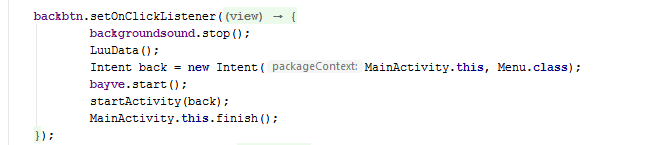 backbtn.setOnClickListener((view) → {
backgroundsound.stop();
LuuData();
Intent back = new Intent( packageContext: MainActivity.this, Menu.class);
bayve.start();
startActivity(back);
MainActivity.this.finish();
});